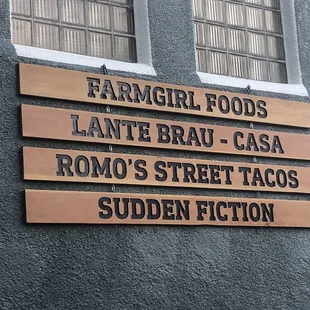 FARMGIRL FOODS
LANTE BRAU - CASA
ROMO'S STREET TACOS
SUDDEN FICTION